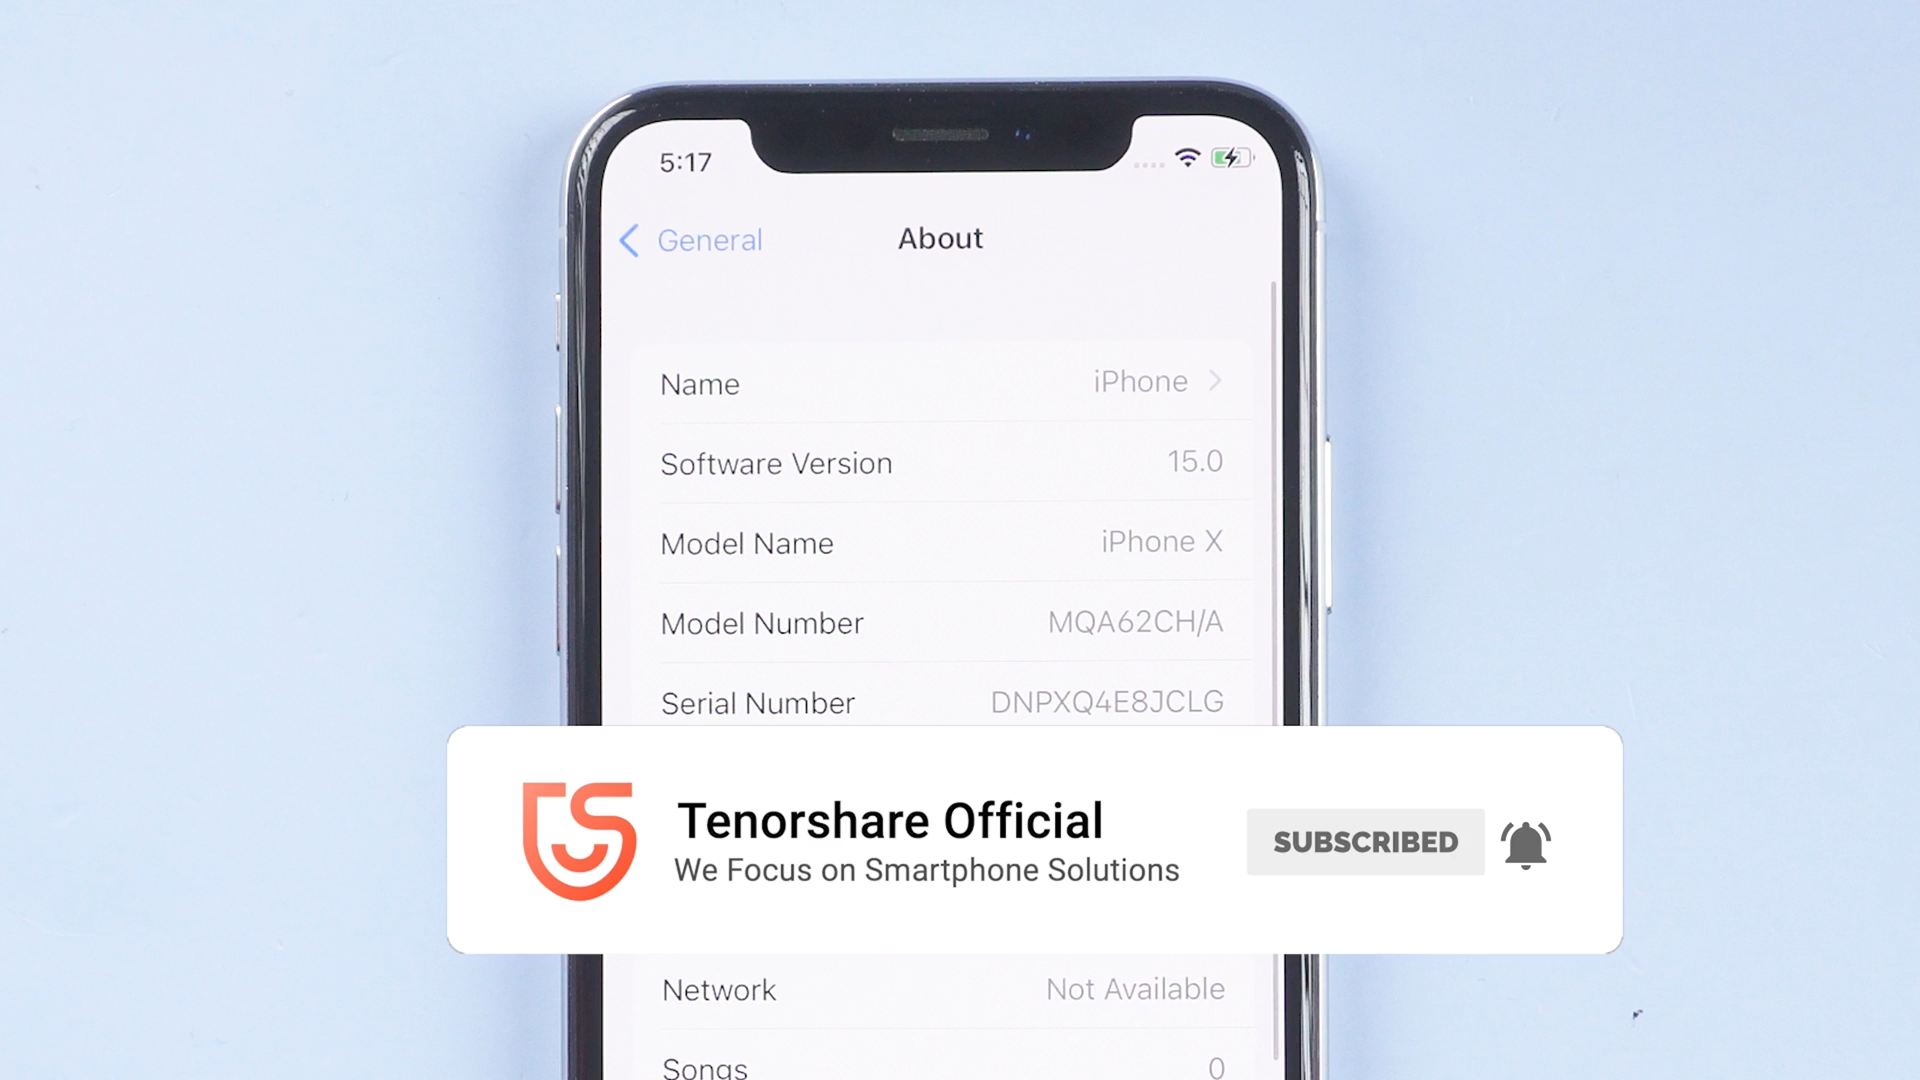 5:17
General
About
Name iPhone
Software Version 15.0
Model Name iPhone X
Model Number MQA62CH/A
Serial Number DNPXQ4E8JCLG
Tenorshare Official
We Focus on Smartphone Solutions
SUBSCRIBED
Network Not Available
Songs 0